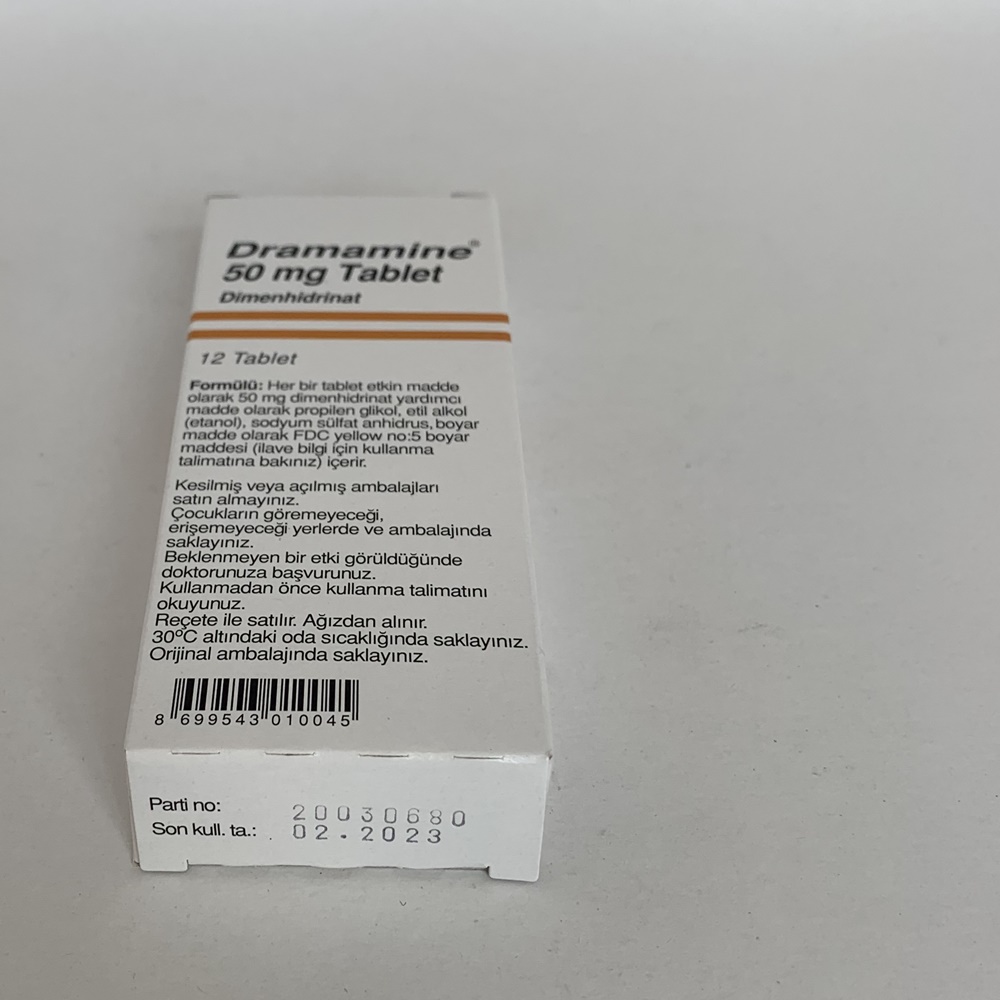 Dramamine®
50 mg Tablet
Dimenhidrinat
12 Tablet
Formülü: Her bir tablet etkin madde
olarak 50 mg dimenhidrinat yardımcı
madde olarak propilen glikol, etil alkol
(etanol), sodyum sülfat anhidrus, boyar
madde olarak FDC yellow no:5 boyar
maddesi (ilave bilgi için kullanma
talimatına bakınız) içerir.
Kesilmiş veya açılmış ambalajları
satın almayınız.
Çocukların göremeyeceği,
erişemeyeceği yerlerde ve ambalajında
saklayınız.
Beklenmeyen bir etki görüldüğünde
doktorunuza başvurunuz.
Kullanmadan önce kullanma talimatını
okuyunuz.
Reçete ile satılır. Ağızdan alınır.
30°C altındaki oda sıcaklığında saklayınız.
Orijinal ambalajında saklayınız.
8 699543 010045
Parti no: 20030680
Son kull. ta.: 02.2023